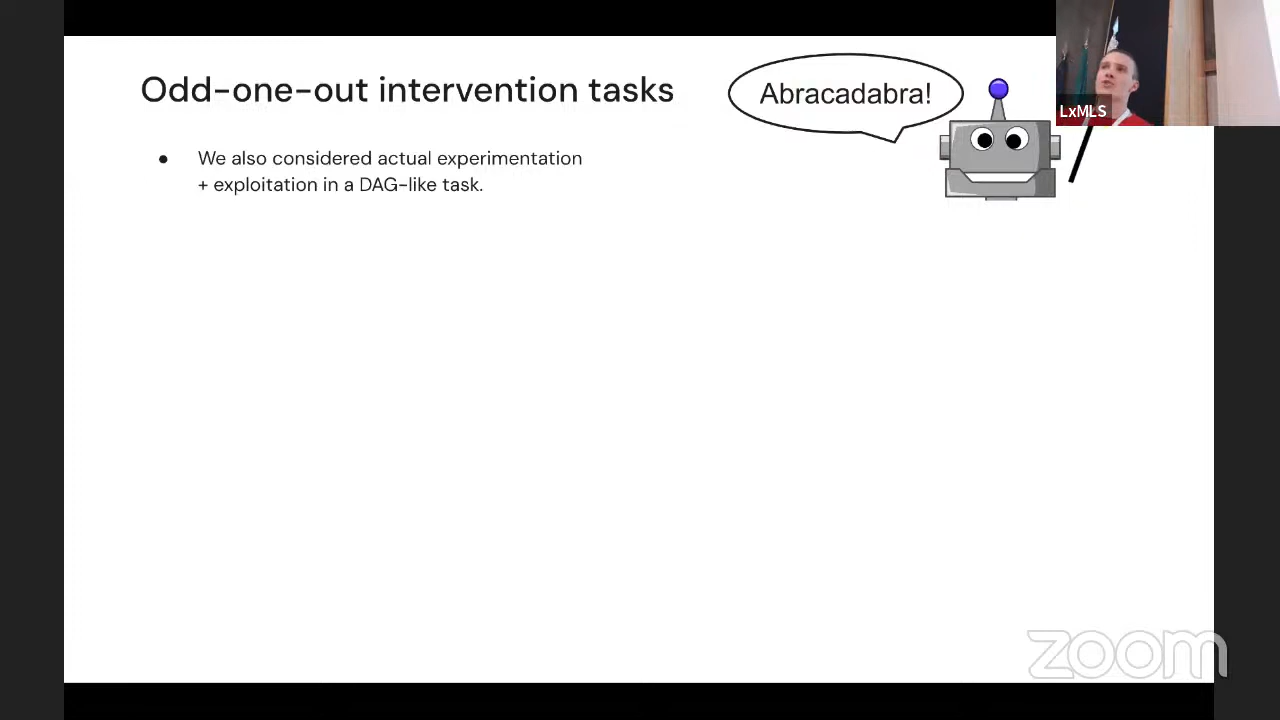 Odd-one-out intervention tasks
Abracadabra!
LxMLS
● We also considered actual experimentation
+ exploitation in a DAG-like task.
zoom